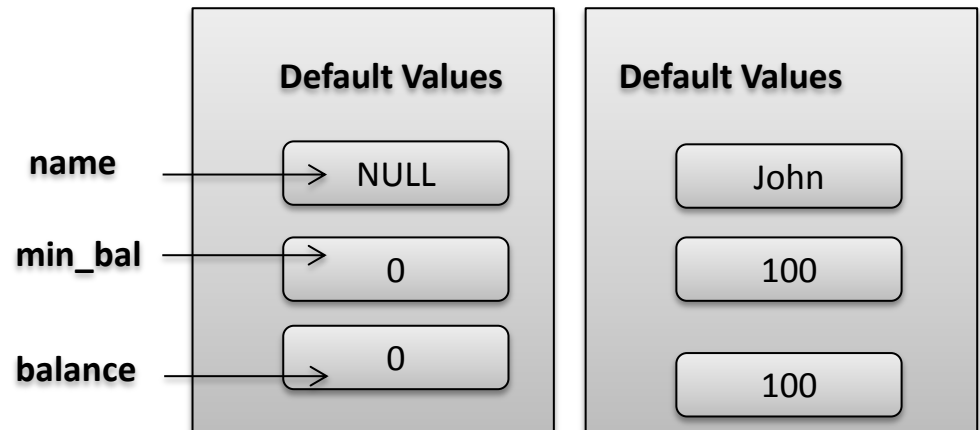 Default Values
Default Values
name
NULL
John
min_bal
0
100
balance
0
100